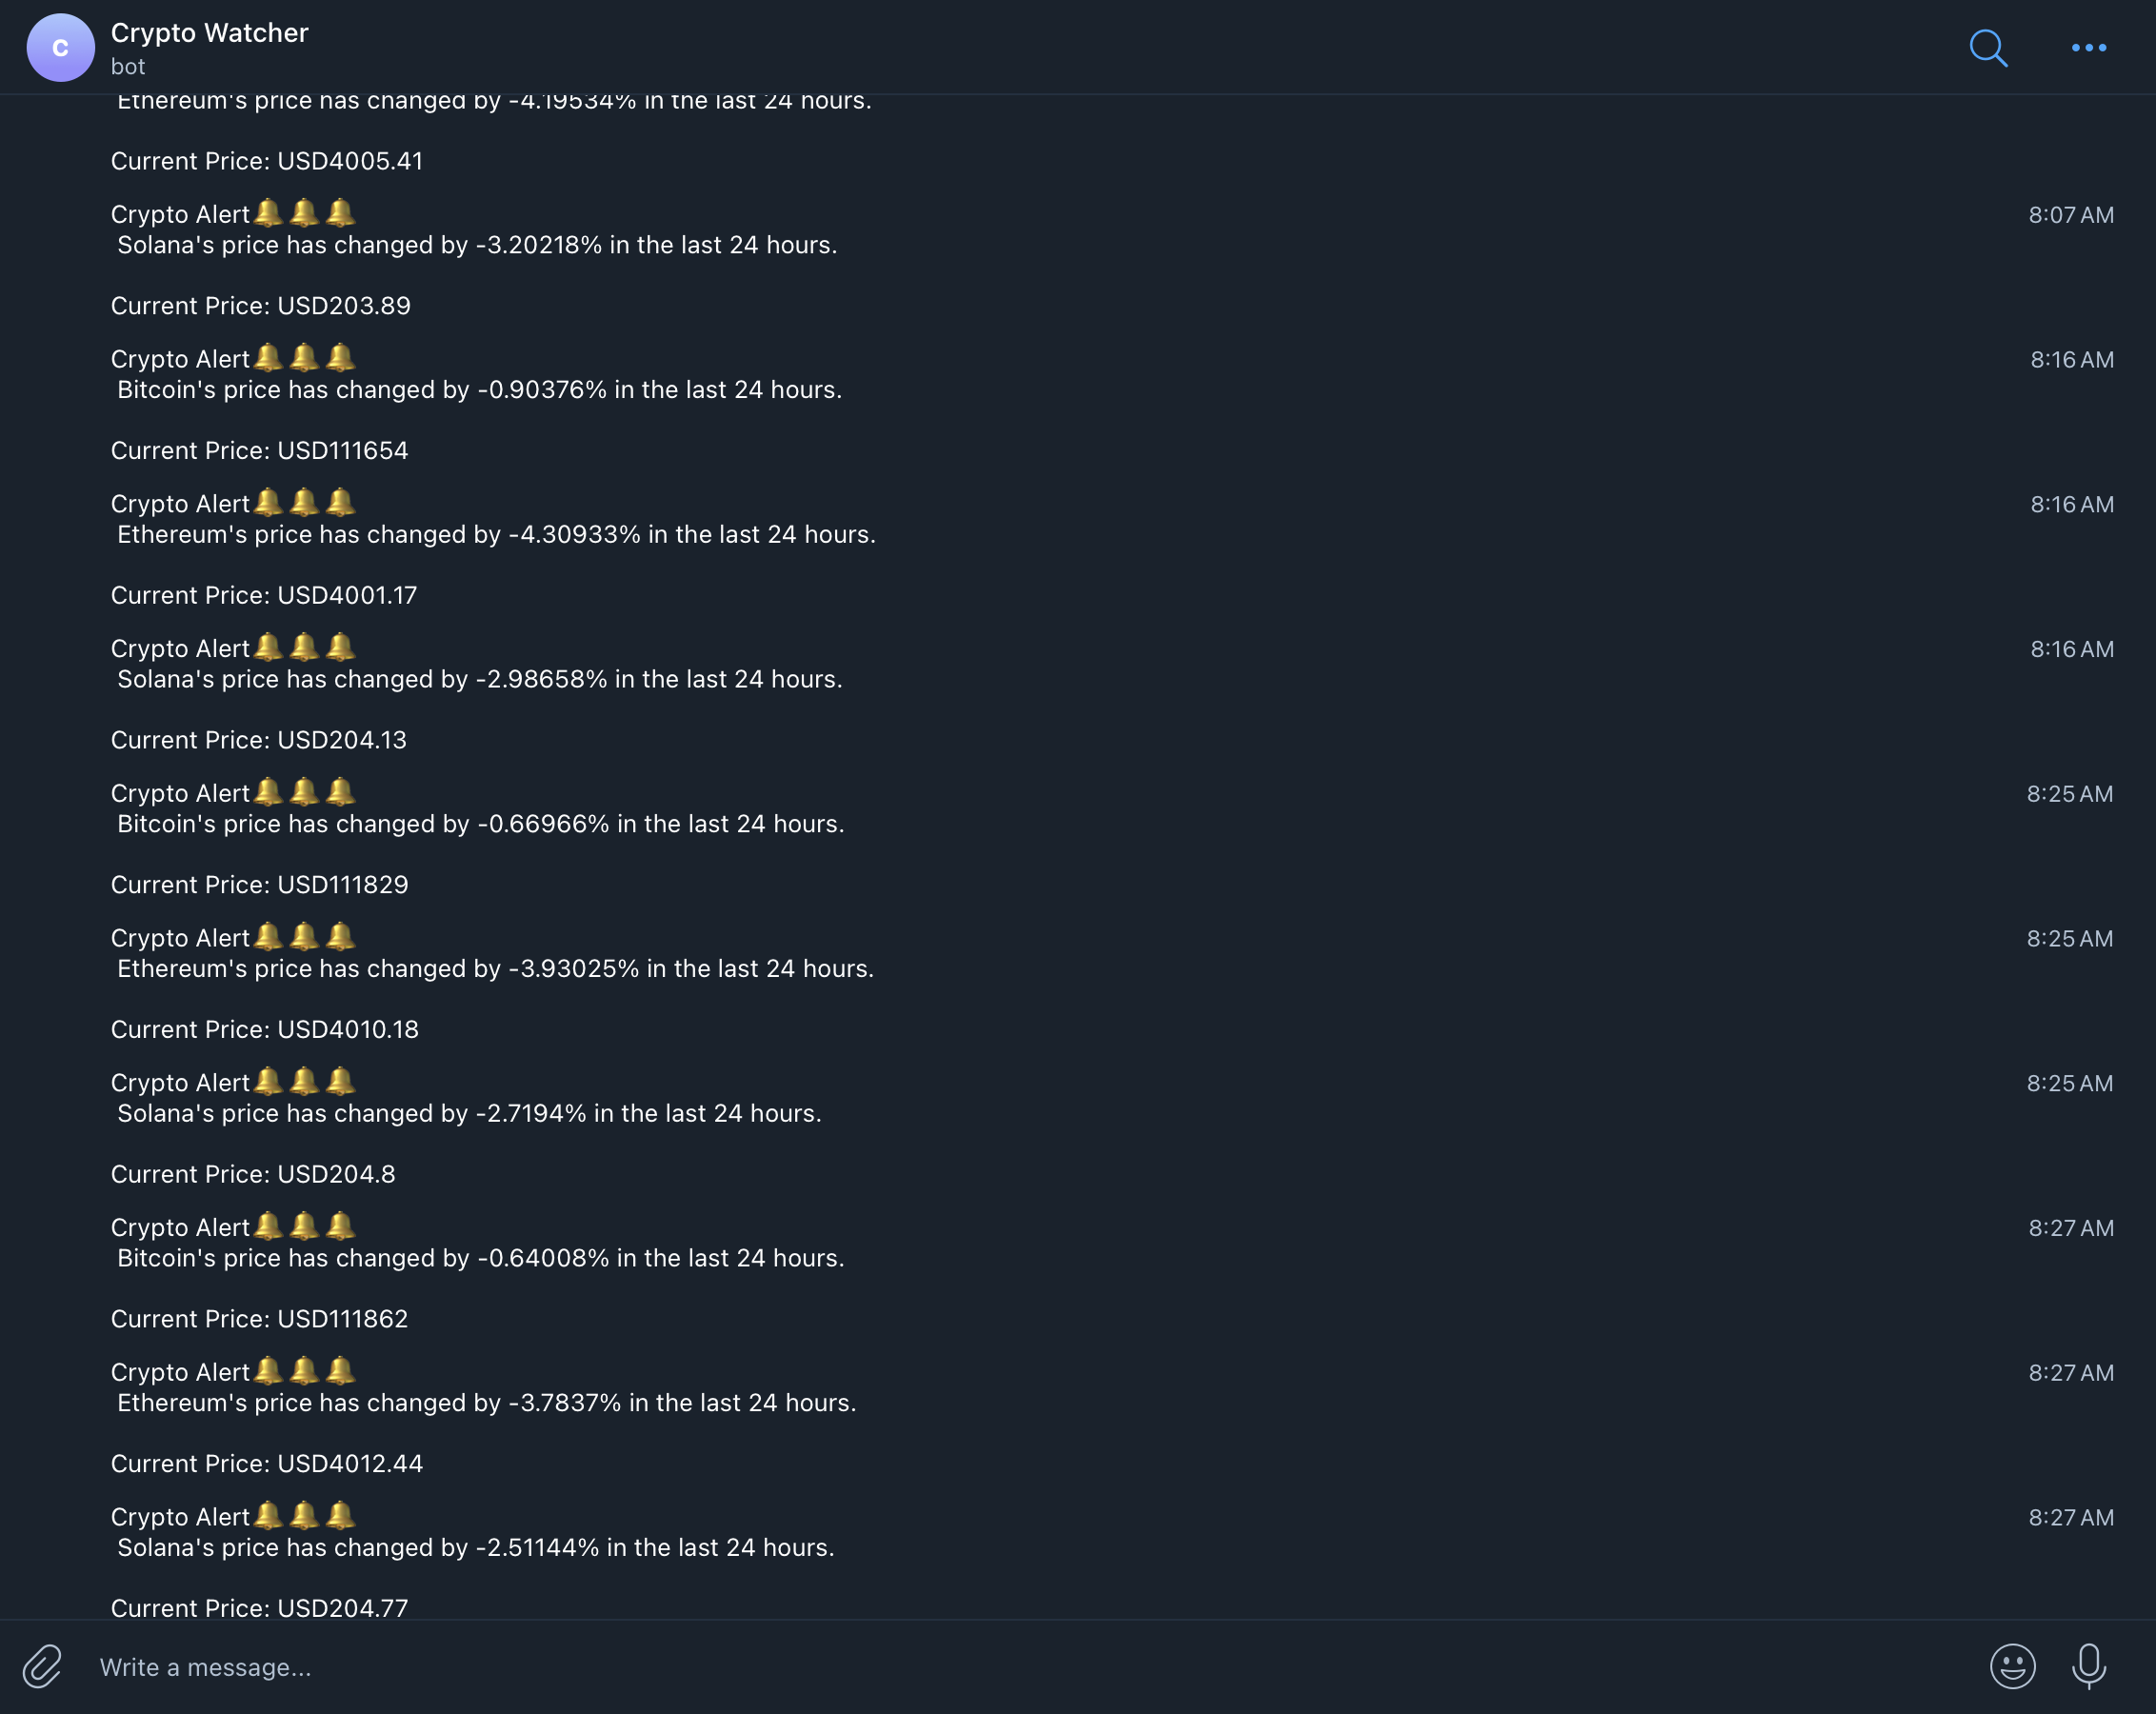 C
Crypto Watcher
bot
Ethereum's price has changed by -4.19534% in the last 24 hours.
Current Price: USD4005.41
Crypto Alert🔔🔔🔔 8:07 AM
Solana's price has changed by -3.20218% in the last 24 hours.
Current Price: USD203.89
Crypto Alert🔔🔔🔔 8:16 AM
Bitcoin's price has changed by -0.90376% in the last 24 hours.
Current Price: USD111654
Crypto Alert🔔🔔🔔 8:16 AM
Ethereum's price has changed by -4.30933% in the last 24 hours.
Current Price: USD4001.17
Crypto Alert🔔🔔🔔 8:16 AM
Solana's price has changed by -2.98658% in the last 24 hours.
Current Price: USD204.13
Crypto Alert🔔🔔🔔 8:25 AM
Bitcoin's price has changed by -0.66966% in the last 24 hours.
Current Price: USD111829
Crypto Alert🔔🔔🔔 8:25 AM
Ethereum's price has changed by -3.93025% in the last 24 hours.
Current Price: USD4010.18
Crypto Alert🔔🔔🔔 8:25 AM
Solana's price has changed by -2.7194% in the last 24 hours.
Current Price: USD204.8
Crypto Alert🔔🔔🔔 8:27 AM
Bitcoin's price has changed by -0.64008% in the last 24 hours.
Current Price: USD111862
Crypto Alert🔔🔔🔔 8:27 AM
Ethereum's price has changed by -3.7837% in the last 24 hours.
Current Price: USD4012.44
Crypto Alert🔔🔔🔔 8:27 AM
Solana's price has changed by -2.51144% in the last 24 hours.
Current Price: USD204.77
Write a message...